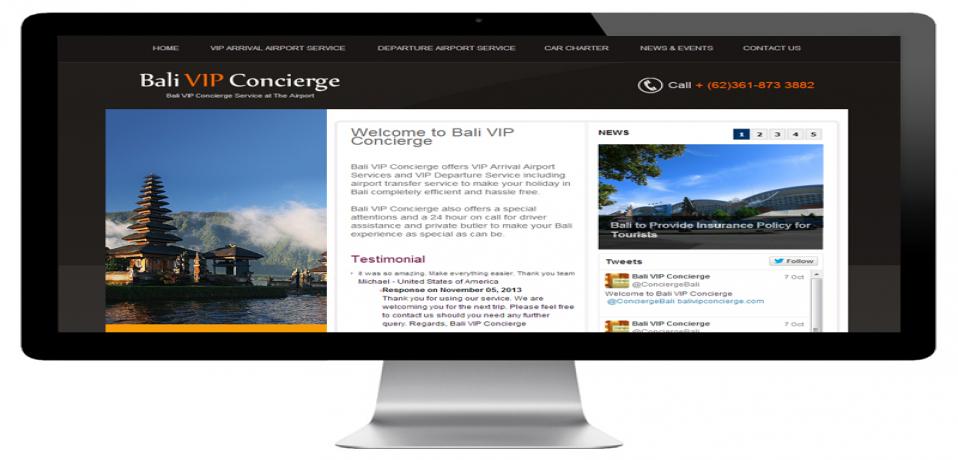 HOME VIP ARRIVAL AIRPORT SERVICE DEPARTURE AIRPORT SERVICE CAR CHARTER NEWS & EVENTS CONTACT US
Bali VIP Concierge
Bali VIP Concierge Service at The Airport
Call + (62)361-873 3882
Welcome to Bali VIP
Concierge
Bali VIP Concierge offers VIP Arrival Airport
Services and VIP Departure Service including
airport transfer service to make your holiday in
Bali completely efficient and hassle free.
Bali VIP Concierge also offers a special
attentions and a 24 hour on call for driver
assistance and private butler to make your Bali
experience as special as can be.
Testimonial
it was so amazing. Make everything easier. Thank you team
Michael - United States of America
Response on November 05, 2013
Thank you for using our service. We are
welcoming you for the next trip. Please feel free
to contact us should you need any further
query. Regards, Bali VIP Concierge
NEWS 1 2 3 4 5
Bali to Provide Insurance Policy for
Tourists
Tweets Follow
Bali VIP Concierge 7 Oct
@ConciergeBali
Welcome to Bali VIP Concierge
@ConciergeBali balivipconcierge.com
Bali VIP Concierge 7 Oct
@ConciergeBali